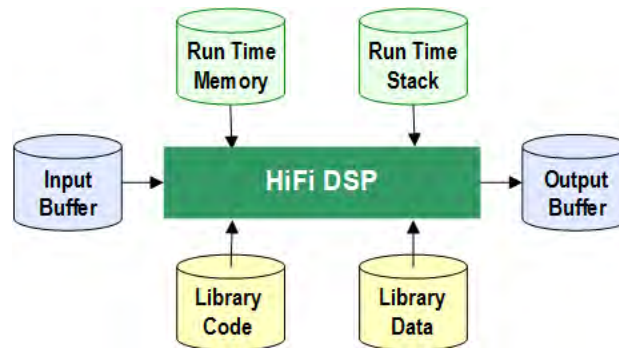 Run Time
Memory
Run Time
Stack
Input
Buffer
HiFi DSP
Output
Buffer
Library
Code
Library
Data